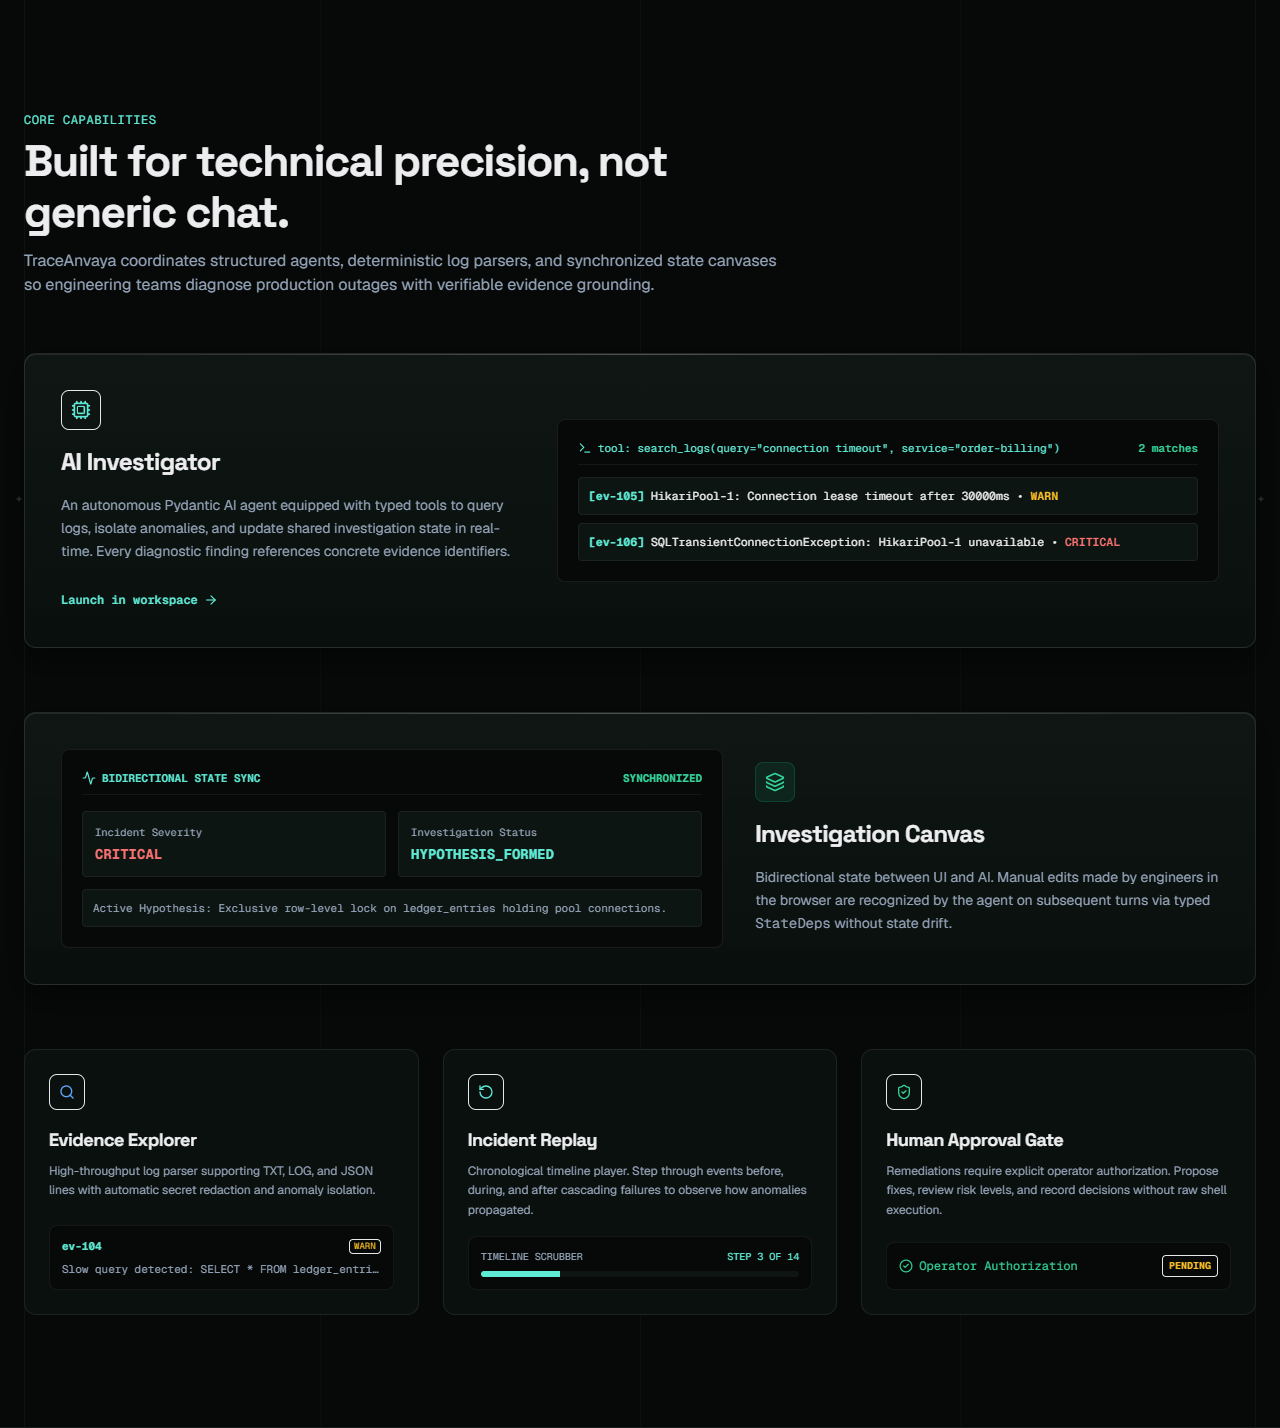 CORE CAPABILITIES
Built for technical precision, not
generic chat.
TraceAnvaya coordinates structured agents, deterministic log parsers, and synchronized state canvases
so engineering teams diagnose production outages with verifiable evidence grounding.
AI Investigator
An autonomous Pydantic AI agent equipped with typed tools to query
logs, isolate anomalies, and update shared investigation state in real-
time. Every diagnostic finding references concrete evidence identifiers.
Launch in workspace →
tool: search_logs(query="connection timeout", service="order-billing") 2 matches
[ev-105] HikariPool-1: Connection lease timeout after 30000ms • WARN
[ev-106] SQLTransientConnectionException: HikariPool-1 unavailable • CRITICAL
BIDIRECTIONAL STATE SYNC SYNCHRONIZED
Incident Severity
CRITICAL
Investigation Status
HYPOTHESIS_FORMED
Active Hypothesis: Exclusive row-level lock on ledger_entries holding pool connections.
Investigation Canvas
Bidirectional state between UI and AI. Manual edits made by engineers in
the browser are recognized by the agent on subsequent turns via typed
StateDeps without state drift.
Evidence Explorer
High-throughput log parser supporting TXT, LOG, and JSON
lines with automatic secret redaction and anomaly isolation.
ev-104 WARN
Slow query detected: SELECT * FROM ledger_entri…
Incident Replay
Chronological timeline player. Step through events before,
during, and after cascading failures to observe how anomalies
propagated.
TIMELINE SCRUBBER STEP 3 OF 14
Human Approval Gate
Remediations require explicit operator authorization. Propose
fixes, review risk levels, and record decisions without raw shell
execution.
Operator Authorization PENDING